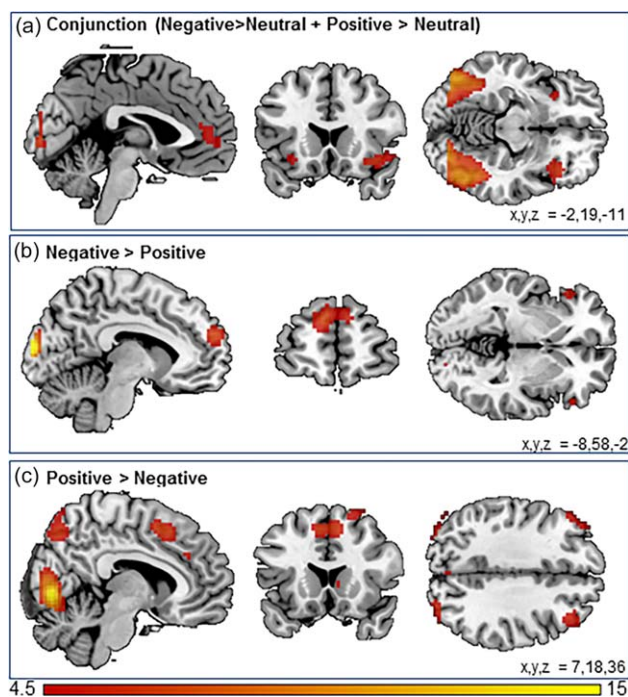 (a) Conjunction (Negative>Neutral + Positive > Neutral)
x,y,z = -2,19,-11
(b) Negative > Positive
x,y,z = -8,58,-2
(c) Positive > Negative
x,y,z = 7,18,36
4.5 15